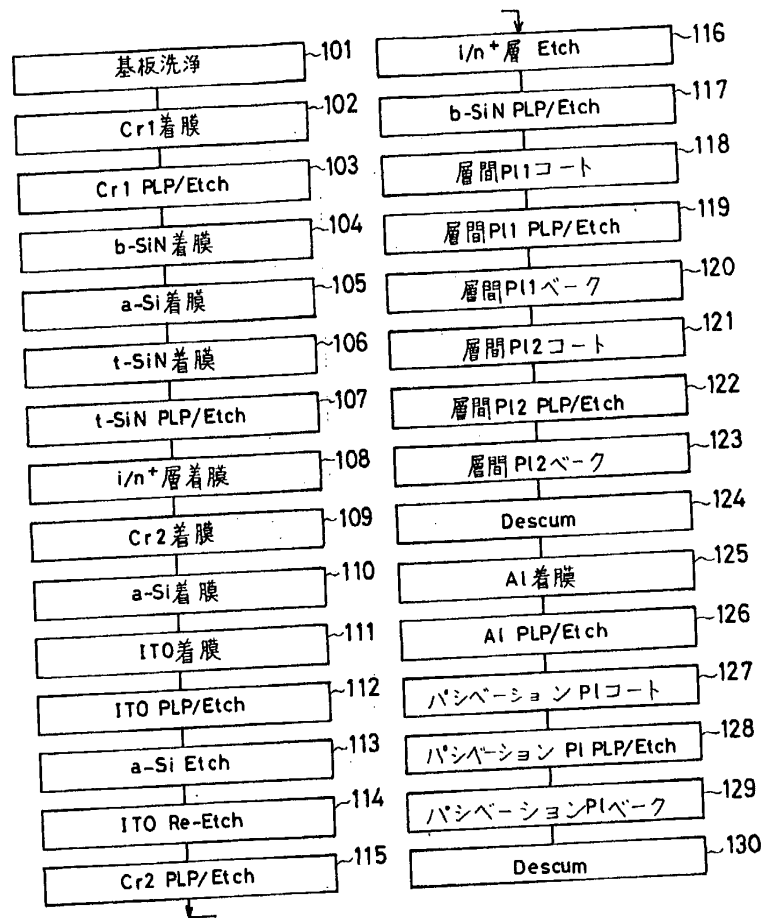 基板洗浄 101
Cr1着膜 102
Cr1 PLP/Etch 103
b-SiN着膜 104
a-Si着膜 105
t-SiN着膜 106
t-SiN PLP/Etch 107
i/n⁺層着膜 108
Cr2着膜 109
a-Si着膜 110
ITO着膜 111
ITO PLP/Etch 112
a-Si Etch 113
ITO Re-Etch 114
Cr2 PLP/Etch 115
i/n⁺層 Etch 116
b-SiN PLP/Etch 117
層間PI1コート 118
層間PI1 PLP/Etch 119
層間PI1ベーク 120
層間PI2コート 121
層間PI2 PLP/Etch 122
層間PI2ベーク 123
Descum 124
Al着膜 125
Al PLP/Etch 126
パシベーション PIコート 127
パシベーション PI PLP/Etch 128
パシベーションPIベーク 129
Descum 130